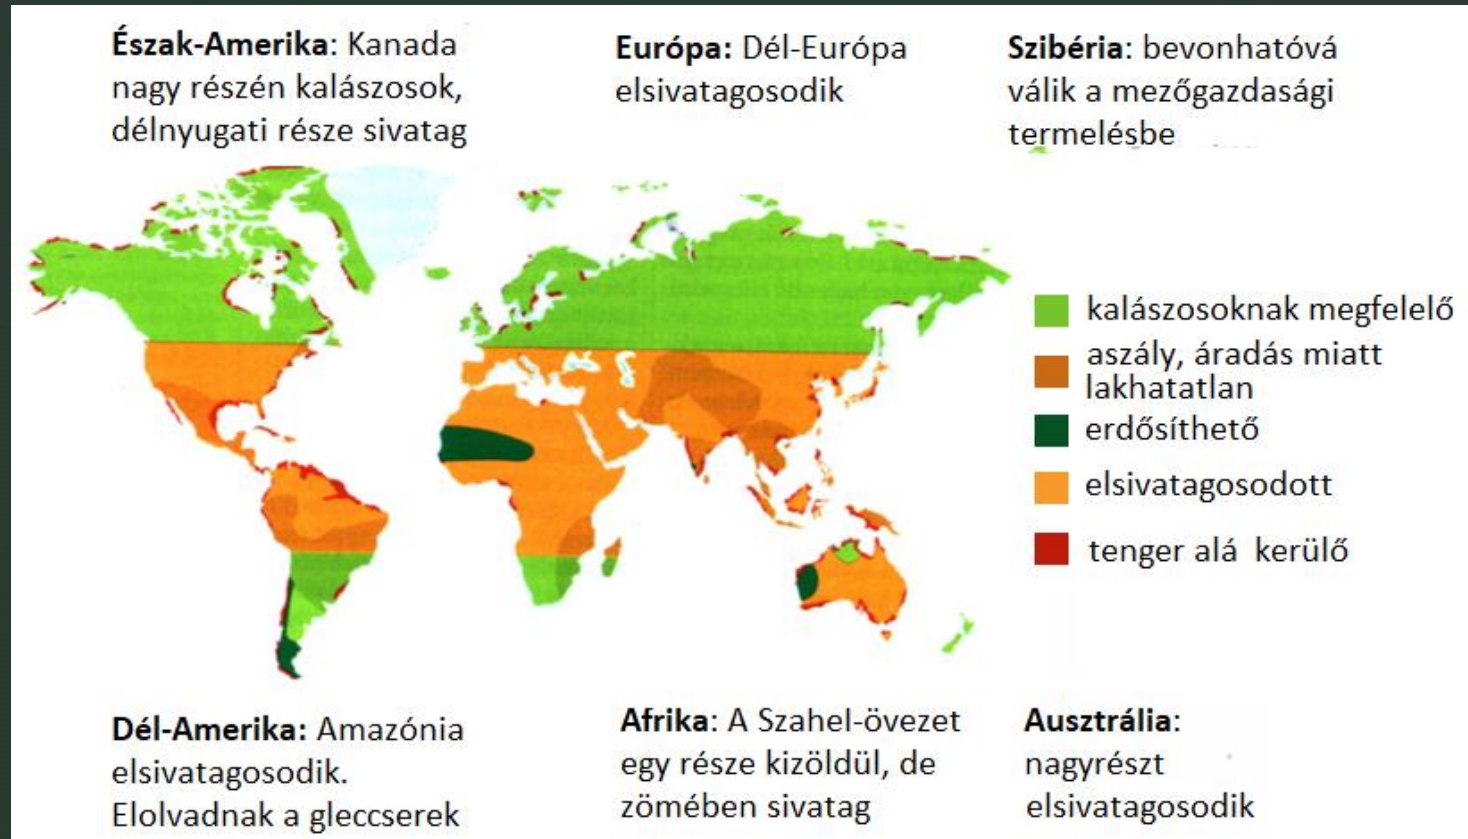 Észak-Amerika: Kanada
nagy részén kalászosok,
délnyugati része sivatag
Európa: Dél-Európa
elsivatagosodik
Szibéria: bevonhatóvá
válik a mezőgazdasági
termelésbe
kalászosoknak megfelelő
aszály, áradás miatt
lakhatatlan
erdősíthető
elsivatagosodott
tenger alá kerülő
Dél-Amerika: Amazónia
elsivatagosodik.
Elolvadnak a gleccserek
Afrika: A Szahel-övezet
egy része kizöldül, de
zömében sivatag
Ausztrália:
nagyrészt
elsivatagosodik